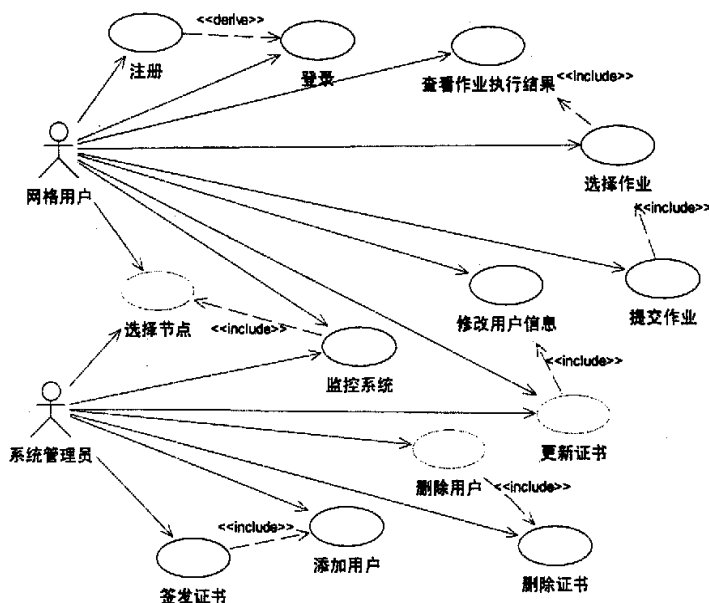 <<derive>>
注册
登录
查看作业执行结果
<<include>>
选择作业
网格用户
<<include>>
选择节点
<<include>>
修改用户信息
提交作业
监控系统
<<include>>
更新证书
系统管理员
删除用户
<<include>>
<<include>>
添加用户
删除证书
签发证书